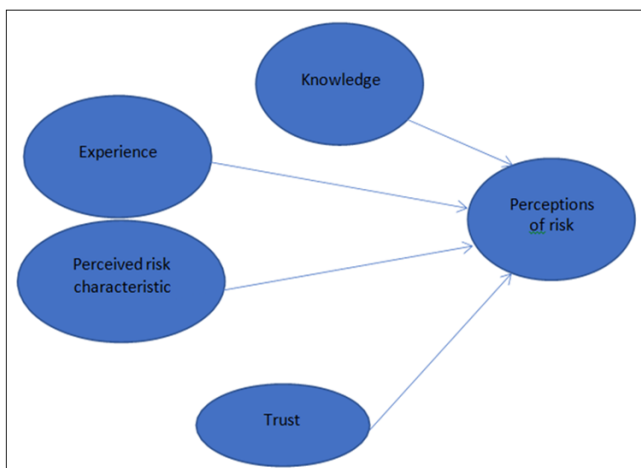 Knowledge
Experience
Perceptions
of risk
Perceived risk
characteristic
Trust